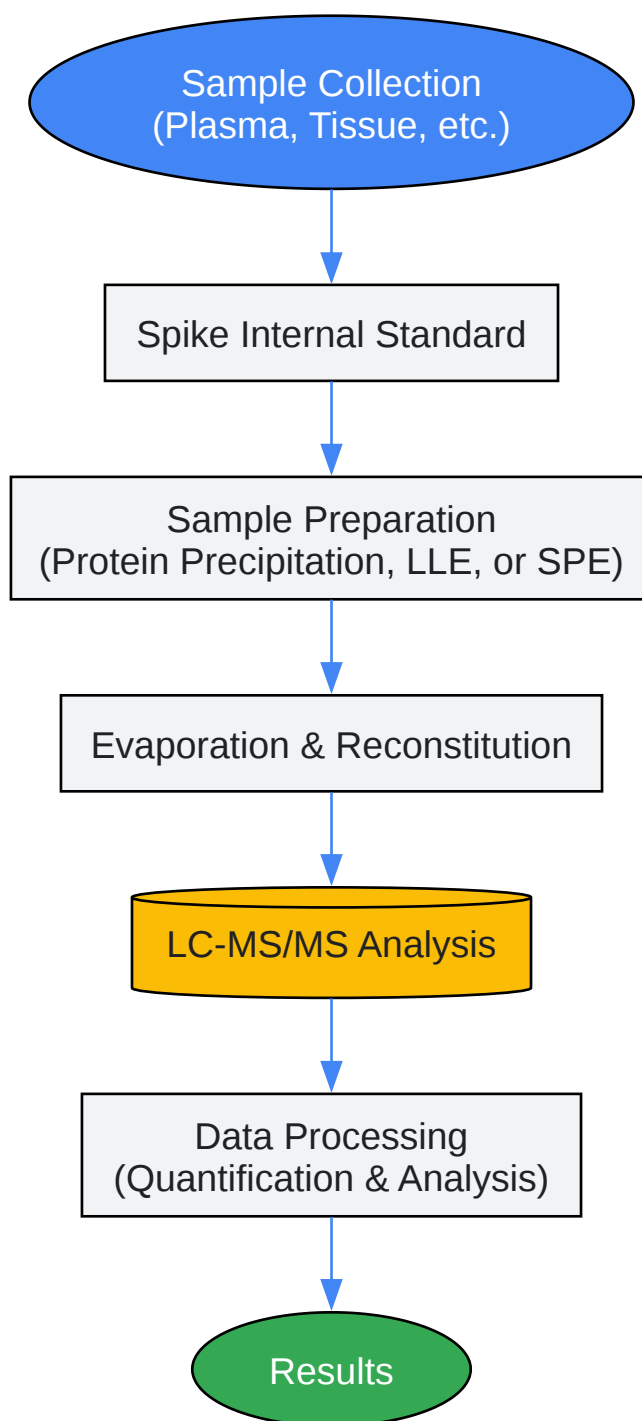 Sample Collection
(Plasma, Tissue, etc.)
Spike Internal Standard
Sample Preparation
(Protein Precipitation, LLE, or SPE)
Evaporation & Reconstitution
LC-MS/MS Analysis
Data Processing
(Quantification & Analysis)
Results